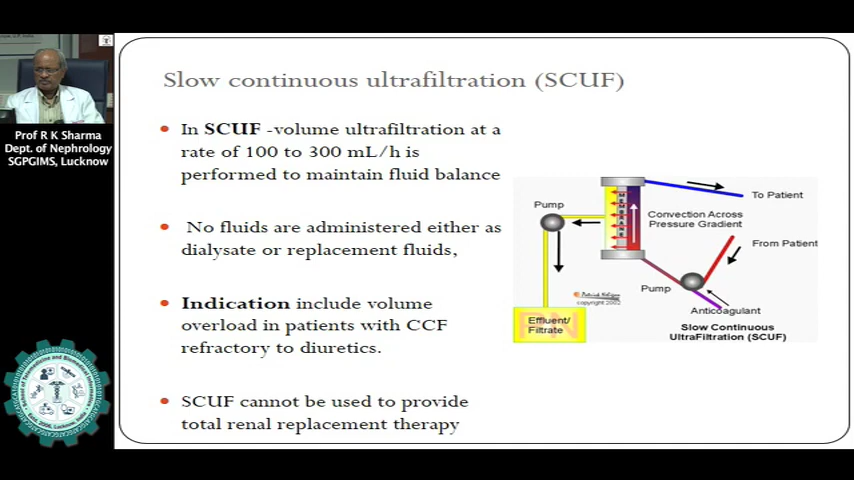 Slow continuous ultrafiltration (SCUF)
Prof R K Sharma
Dept. of Nephrology
SGPGIMS, Lucknow
• In SCUF -volume ultrafiltration at a
rate of 100 to 300 mL/h is
performed to maintain fluid balance
• No fluids are administered either as
dialysate or replacement fluids,
• Indication include volume
overload in patients with CCF
refractory to diuretics.
• SCUF cannot be used to provide
total renal replacement therapy
Pump
MEMBRANE
To Patient
Convection Across
Pressure Gradient
From Patient
Pump
Anticoagulant
copyright 2002
Effluent/
Filtrate
Slow Continuous
UltraFiltration (SCUF)